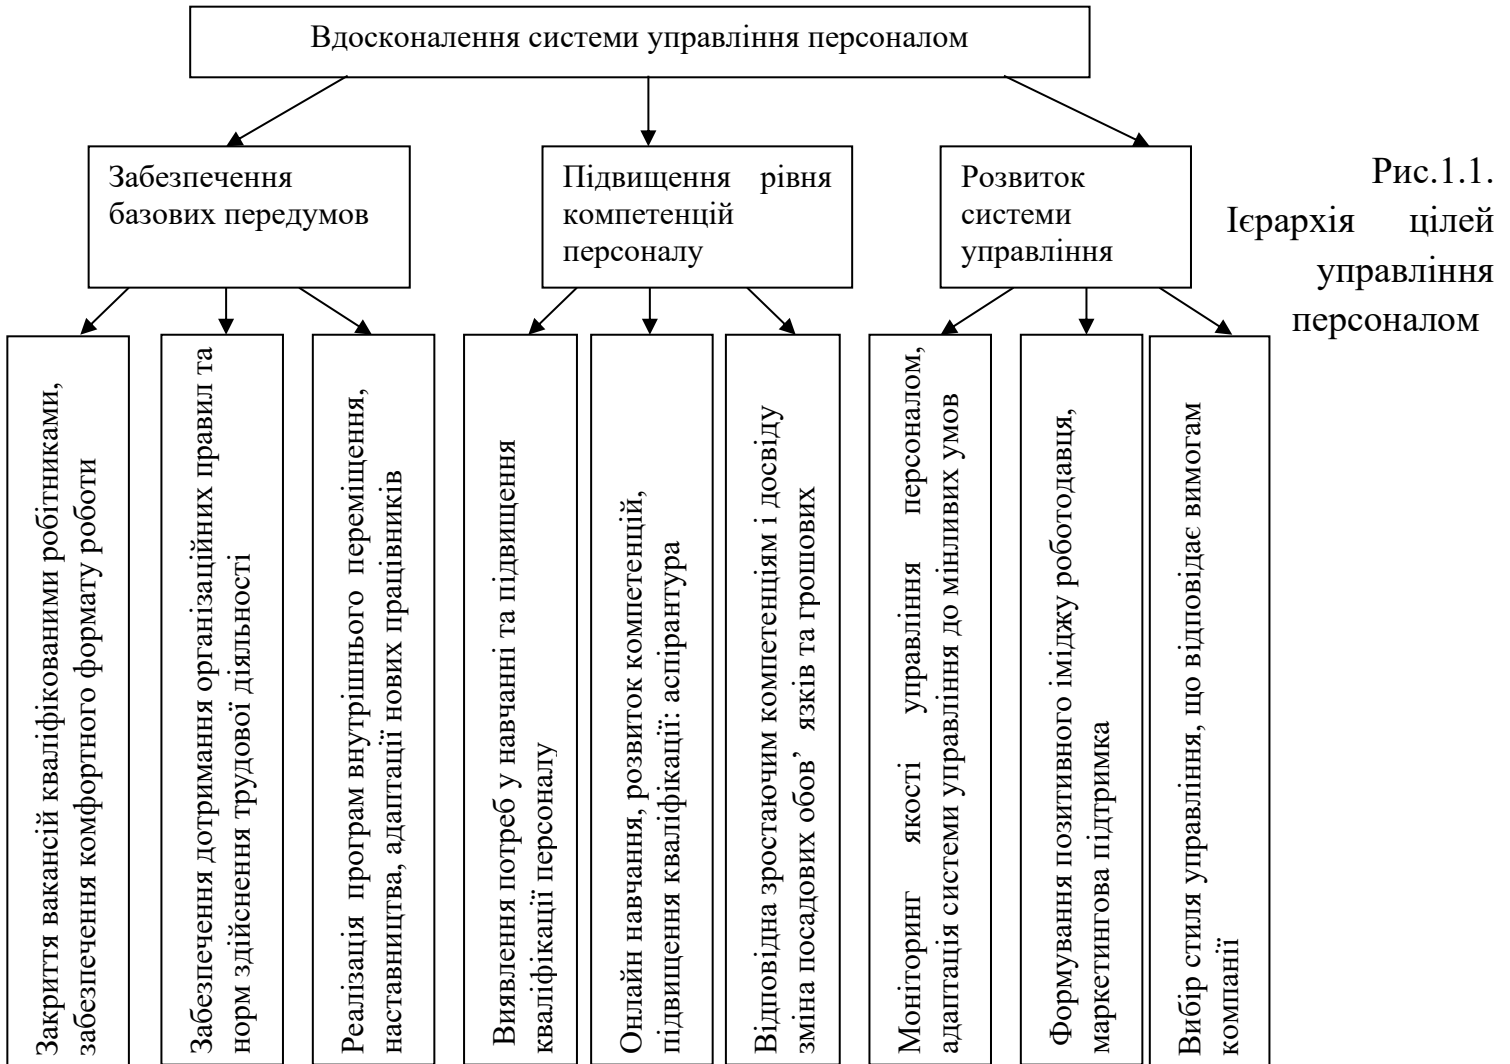 Вдосконалення системи управління персоналом
Забезпечення
базових передумов
Підвищення рівня
компетенцій
персоналу
Розвиток
системи
управління
Рис.1.1.
Ієрархія цілей
управління
персоналом
Закриття вакансій кваліфікованими робітниками,
забезпечення комфортного формату роботи
Забезпечення дотримання організаційних правил та
норм здійснення трудової діяльності
Реалізація програм внутрішнього переміщення,
наставництва, адаптації нових працівників
Виявлення потреб у навчанні та підвищення
кваліфікації персоналу
Онлайн навчання, розвиток компетенцій,
підвищення кваліфікації: аспірантура
Відповідна зростаючим компетенціям і досвіду
зміна посадових обов’ язків та грошових
Моніторинг якості управління персоналом,
адаптація системи управління до мінливих умов
Формування позитивного іміджу роботодавця,
маркетингова підтримка
Вибір стиля управління, що відповідає вимогам
компанії